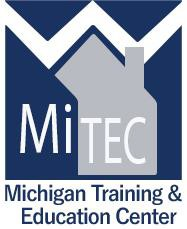 MiTEC
Michigan Training &
Education Center